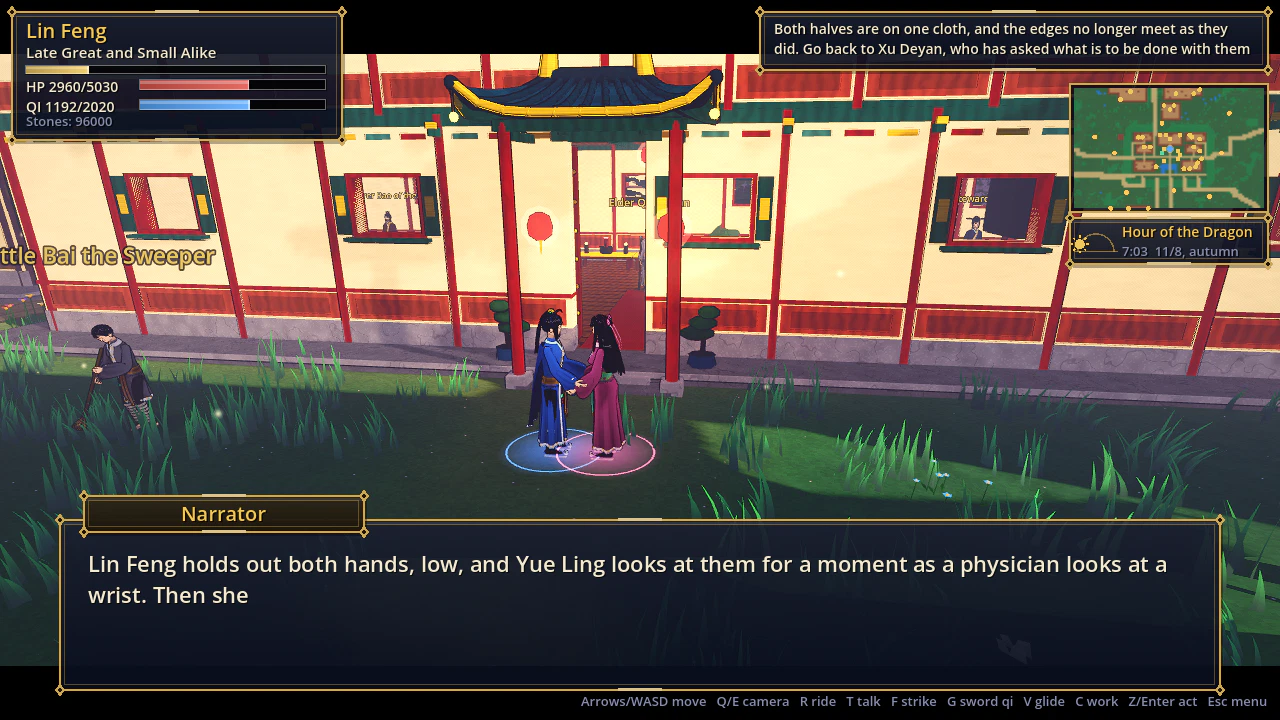 Lin Feng
Late Great and Small Alike
HP 2960/5030
QI 1192/2020
Stones: 96000
Both halves are on one cloth, and the edges no longer meet as they
did. Go back to Xu Deyan, who has asked what is to be done with them
Hour of the Dragon
7:03 11/8, autumn
Elder
ttle Bai the Sweeper
Narrator
Lin Feng holds out both hands, low, and Yue Ling looks at them for a moment as a physician looks at a
wrist. Then she
Arrows/WASD move Q/E camera R ride T talk F strike G sword qi V glide C work Z/Enter act Esc menu